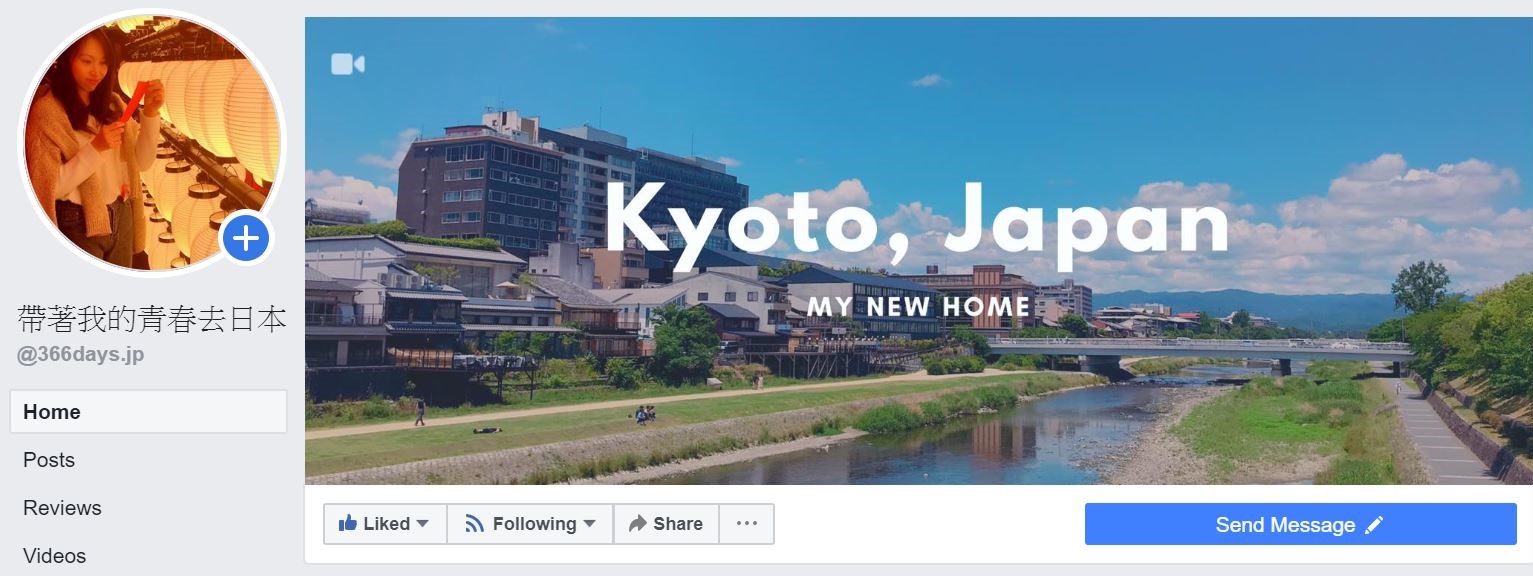 帶著我的青春去日本
@366days.jp
Home
Posts
Reviews
Videos
Kyoto, Japan
MY NEW HOME
Liked
Following
Share
Send Message